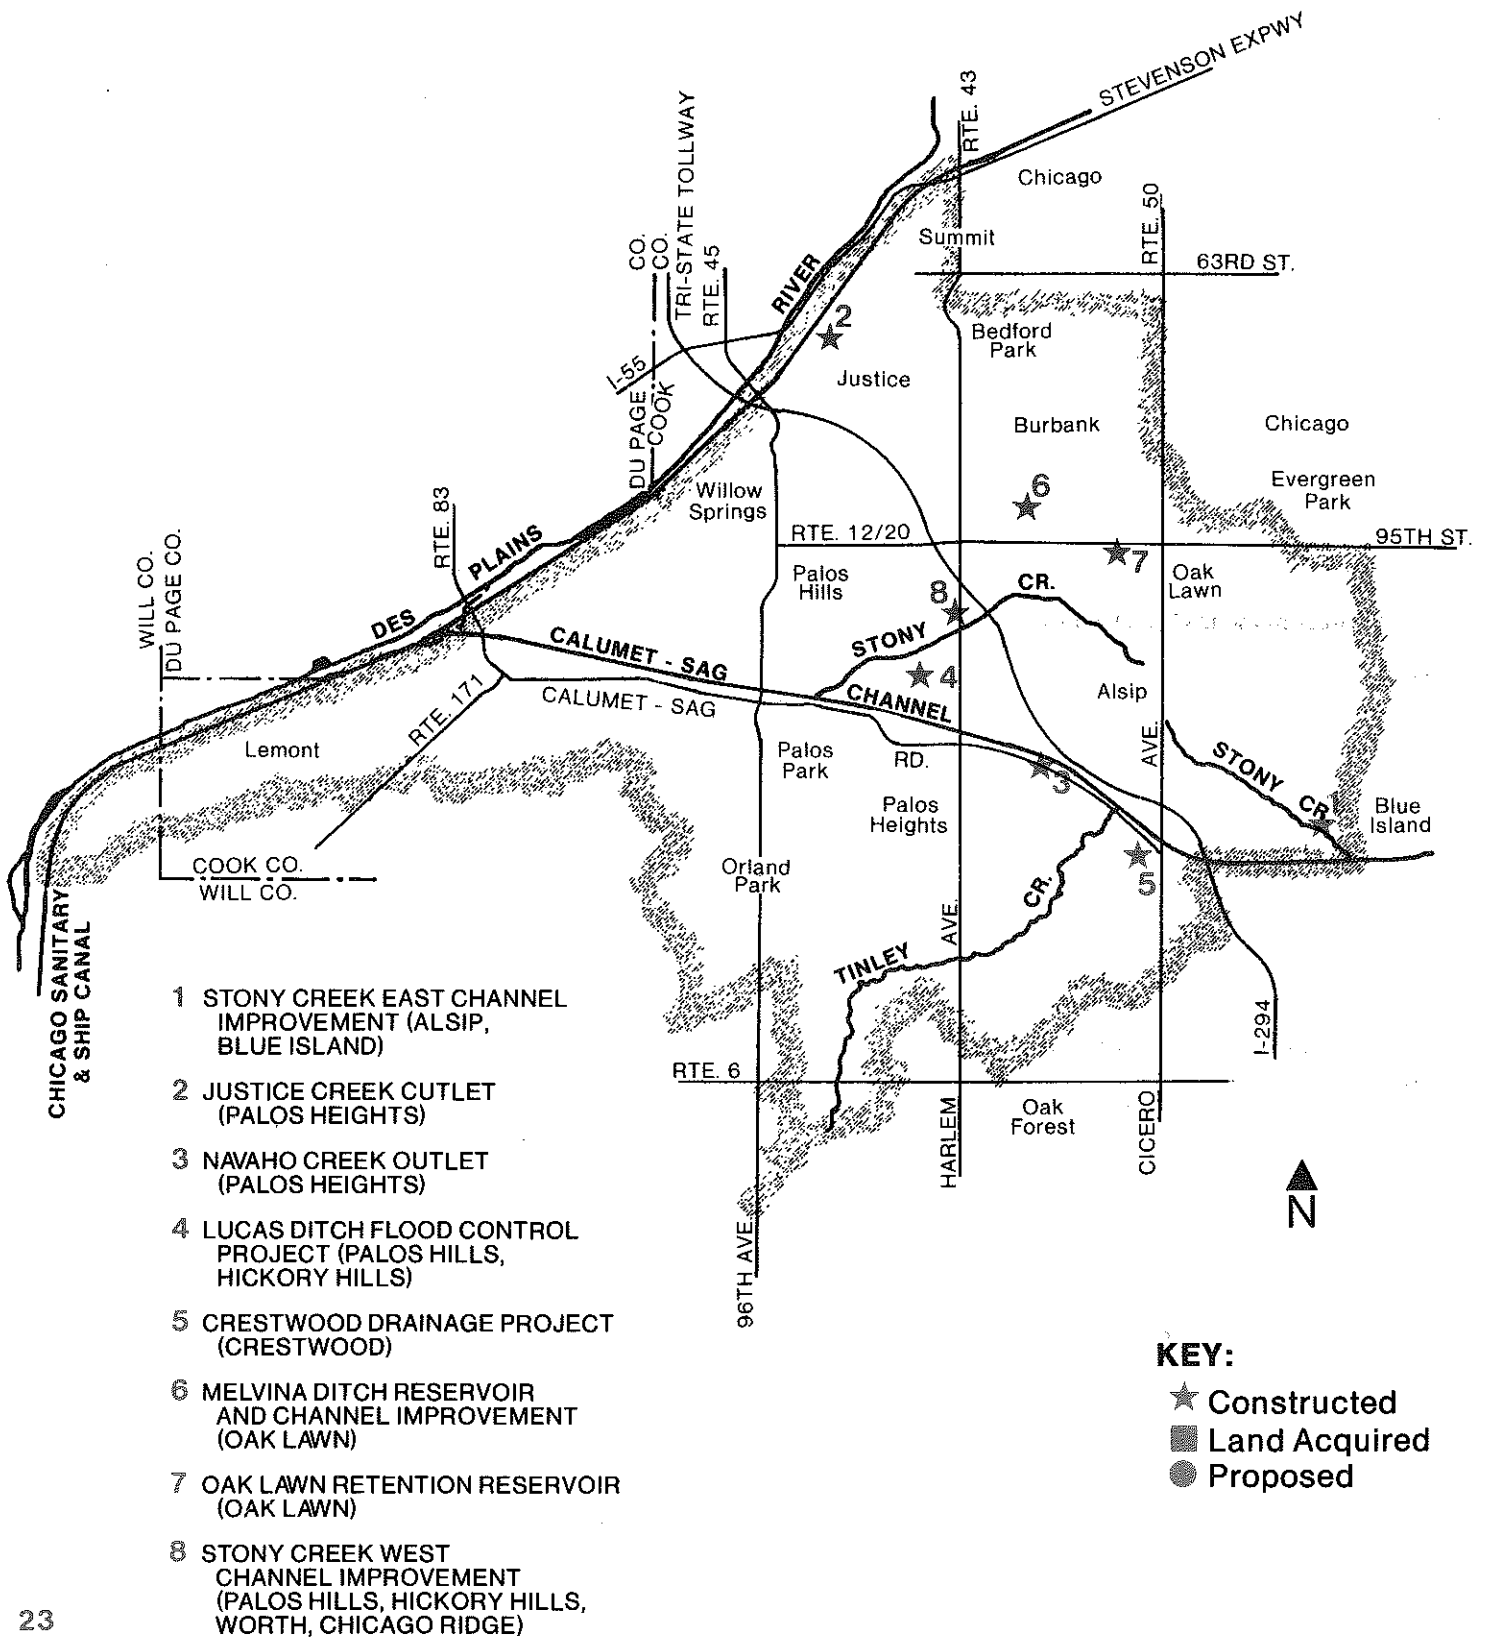 STEVENSON EXPWY
RTE. 43
TRI-STATE TOLLWAY
RTE. 50
Chicago
Summit
CO.
CO.
RTE. 45
63RD ST.
RIVER
2
Bedford
Park
I-55
Justice
DU PAGE
COOK
Burbank
Chicago
Willow
Springs
6
Evergreen
Park
RTE. 83
RTE. 12/20
95TH ST.
PLAINS
7
WILL CO.
DU PAGE CO.
Palos
Hills
8
CR.
Oak
Lawn
DES
STONY
CALUMET - SAG
4
CHANNEL
Alsip
RTE. 171
CALUMET - SAG
Lemont
Palos
Park
RD.
AVE.
STONY
3
Palos
Heights
CR.
1
Blue
Island
COOK CO.
WILL CO.
Orland
Park
5
CR.
AVE.
TINLEY
CHICAGO SANITARY
& SHIP CANAL
I-294
RTE. 6
HARLEM
Oak
Forest
CICERO
N
96TH AVE.
1 STONY CREEK EAST CHANNEL
IMPROVEMENT (ALSIP,
BLUE ISLAND)
2 JUSTICE CREEK CUTLET
(PALOS HEIGHTS)
3 NAVAHO CREEK OUTLET
(PALOS HEIGHTS)
4 LUCAS DITCH FLOOD CONTROL
PROJECT (PALOS HILLS,
HICKORY HILLS)
5 CRESTWOOD DRAINAGE PROJECT
(CRESTWOOD)
6 MELVINA DITCH RESERVOIR
AND CHANNEL IMPROVEMENT
(OAK LAWN)
7 OAK LAWN RETENTION RESERVOIR
(OAK LAWN)
8 STONY CREEK WEST
CHANNEL IMPROVEMENT
(PALOS HILLS, HICKORY HILLS,
WORTH, CHICAGO RIDGE)
KEY:
Constructed
Land Acquired
Proposed
23